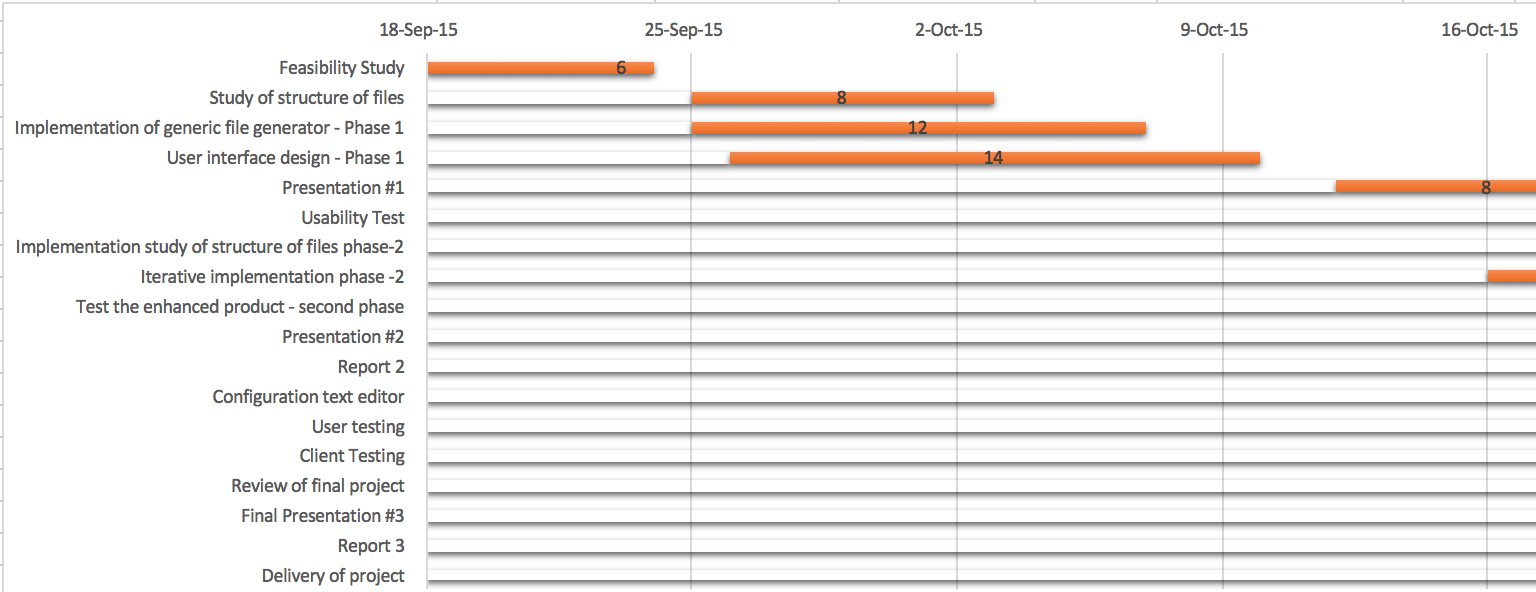 18-Sep-15 25-Sep-15 2-Oct-15 9-Oct-15 16-Oct-15
Feasibility Study 6
Study of structure of files 8
Implementation of generic file generator - Phase 1 12
User interface design - Phase 1 14
Presentation #1 8
Usability Test
Implementation study of structure of files phase-2
Iterative implementation phase -2
Test the enhanced product - second phase
Presentation #2
Report 2
Configuration text editor
User testing
Client Testing
Review of final project
Final Presentation #3
Report 3
Delivery of project